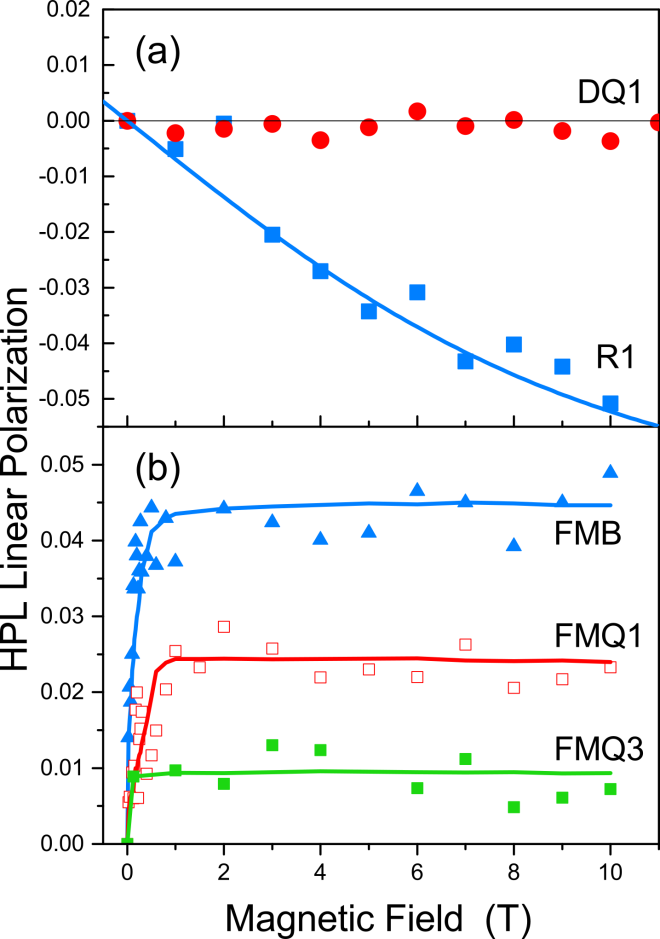 HPL Linear Polarization
0.02
(a)
0.01
DQ1
0.00
-0.01
-0.02
-0.03
R1
-0.04
-0.05
(b)
0.05
FMB
0.04
0.03
FMQ1
0.02
FMQ3
0.01
0.00
0 2 4 6 8 10
Magnetic Field (T)